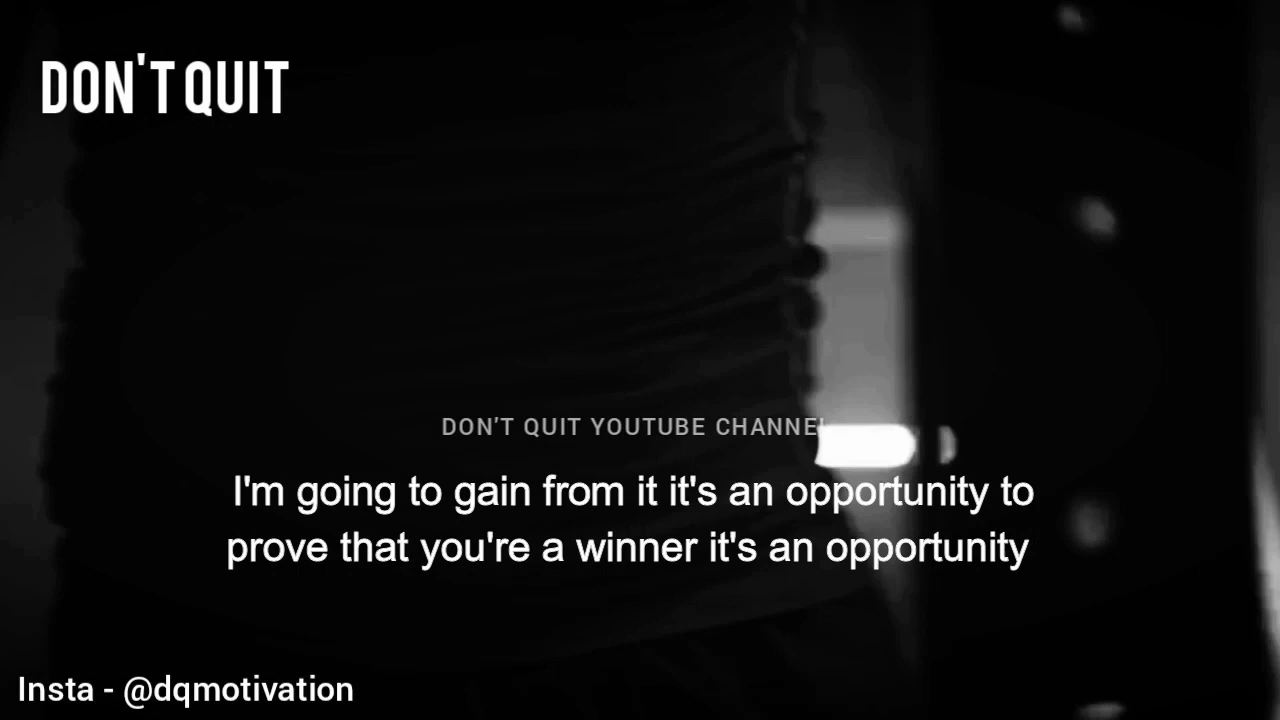 DON'T QUIT
DON'T QUIT YOUTUBE CHANNEL
I'm going to gain from it it's an opportunity to
prove that you're a winner it's an opportunity
Insta - @dqmotivation